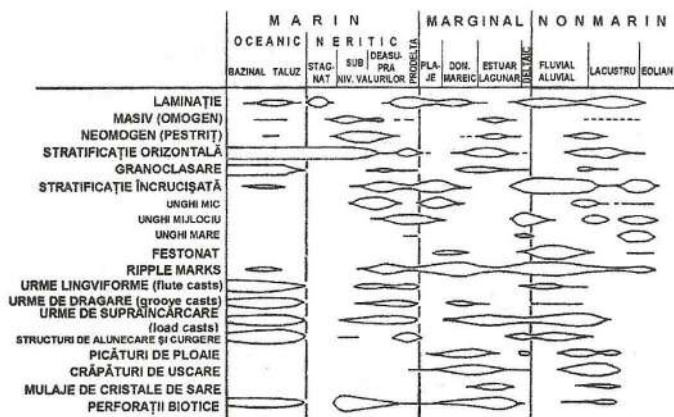 MARIN MARGINAL NONMARIN
OCEANIC NERITIC
BAZINAL TALUZ STAG-NAT SUB DEASU-PRA NIV. VALURILOR PRODELTA PLA-JE DOM. MAREIC ESTUAR LAGUNAR DELTAIC FLUVIAL ALUVIAL LACUSTRU EOLIAN
LAMINAȚIE
MASIV (OMOGEN)
NEOMOGEN (PESTRIȚ)
STRATIFICAȚIE ORIZONTALĂ
GRANOCLASARE
STRATIFICAȚIE ÎNCRUCIȘATĂ
UNGHI MIC
UNGHI MIJLOCIU
UNGHI MARE
FESTONAT
RIPPLE MARKS
URME LINGVIFORME (flute casts)
URME DE DRAGARE (groove casts)
URME DE SUPRAÎNCĂRCARE
(load casts)
STRUCTURI DE ALUNECARE ȘI CURGERE
PICĂTURI DE PLOAIE
CRĂPĂTURI DE USCARE
MULAJE DE CRISTALE DE SARE
PERFORAȚII BIOTICE